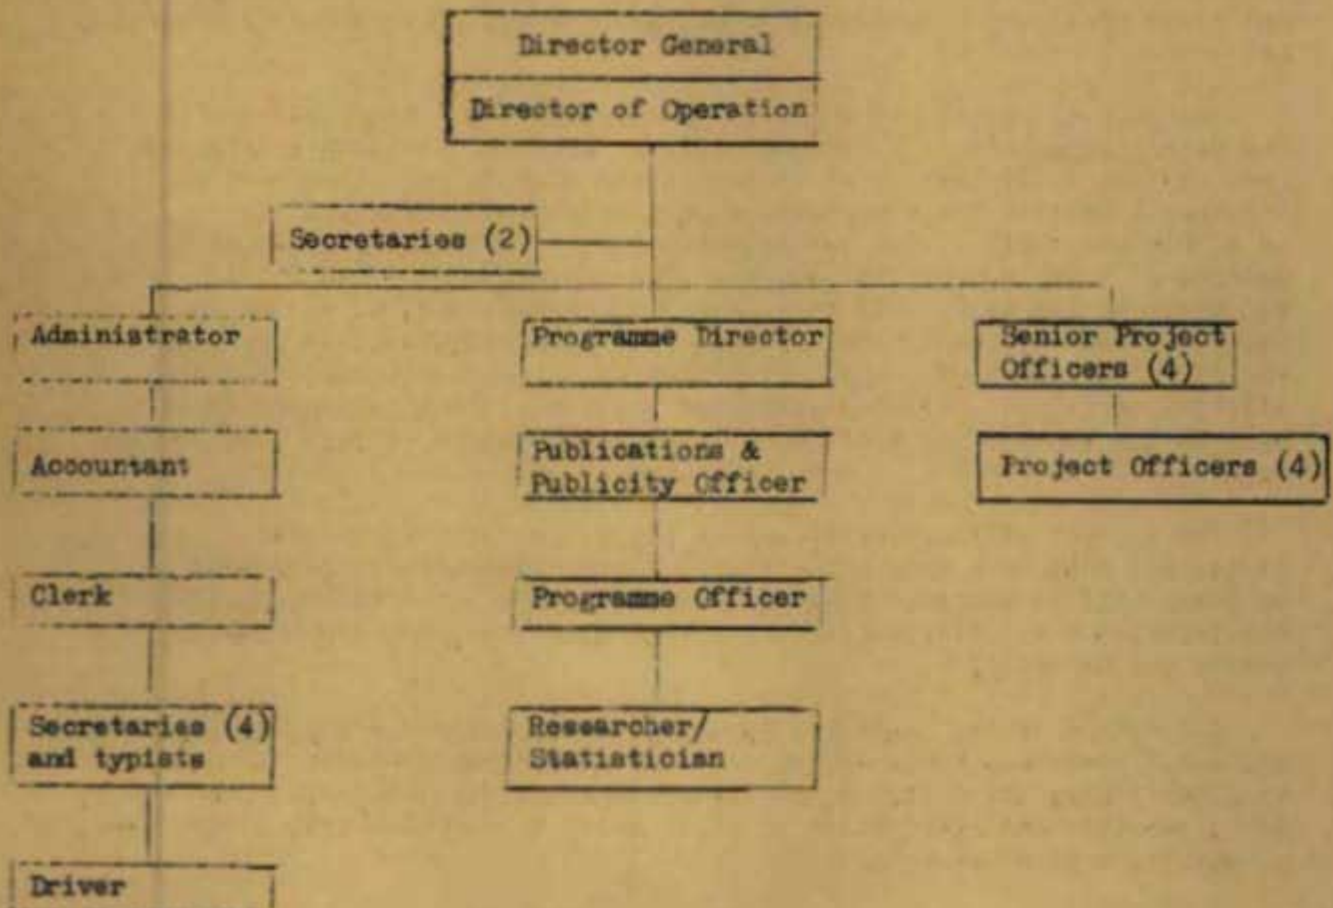 Director General
Director of Operation
Secretaries (2)
Administrator
Programme Director
Senior Project
Officers (4)
Accountant
Publications &
Publicity Officer
Project Officers (4)
Clerk
Programme Officer
Secretaries (4)
and typists
Researcher/
Statistician
Driver